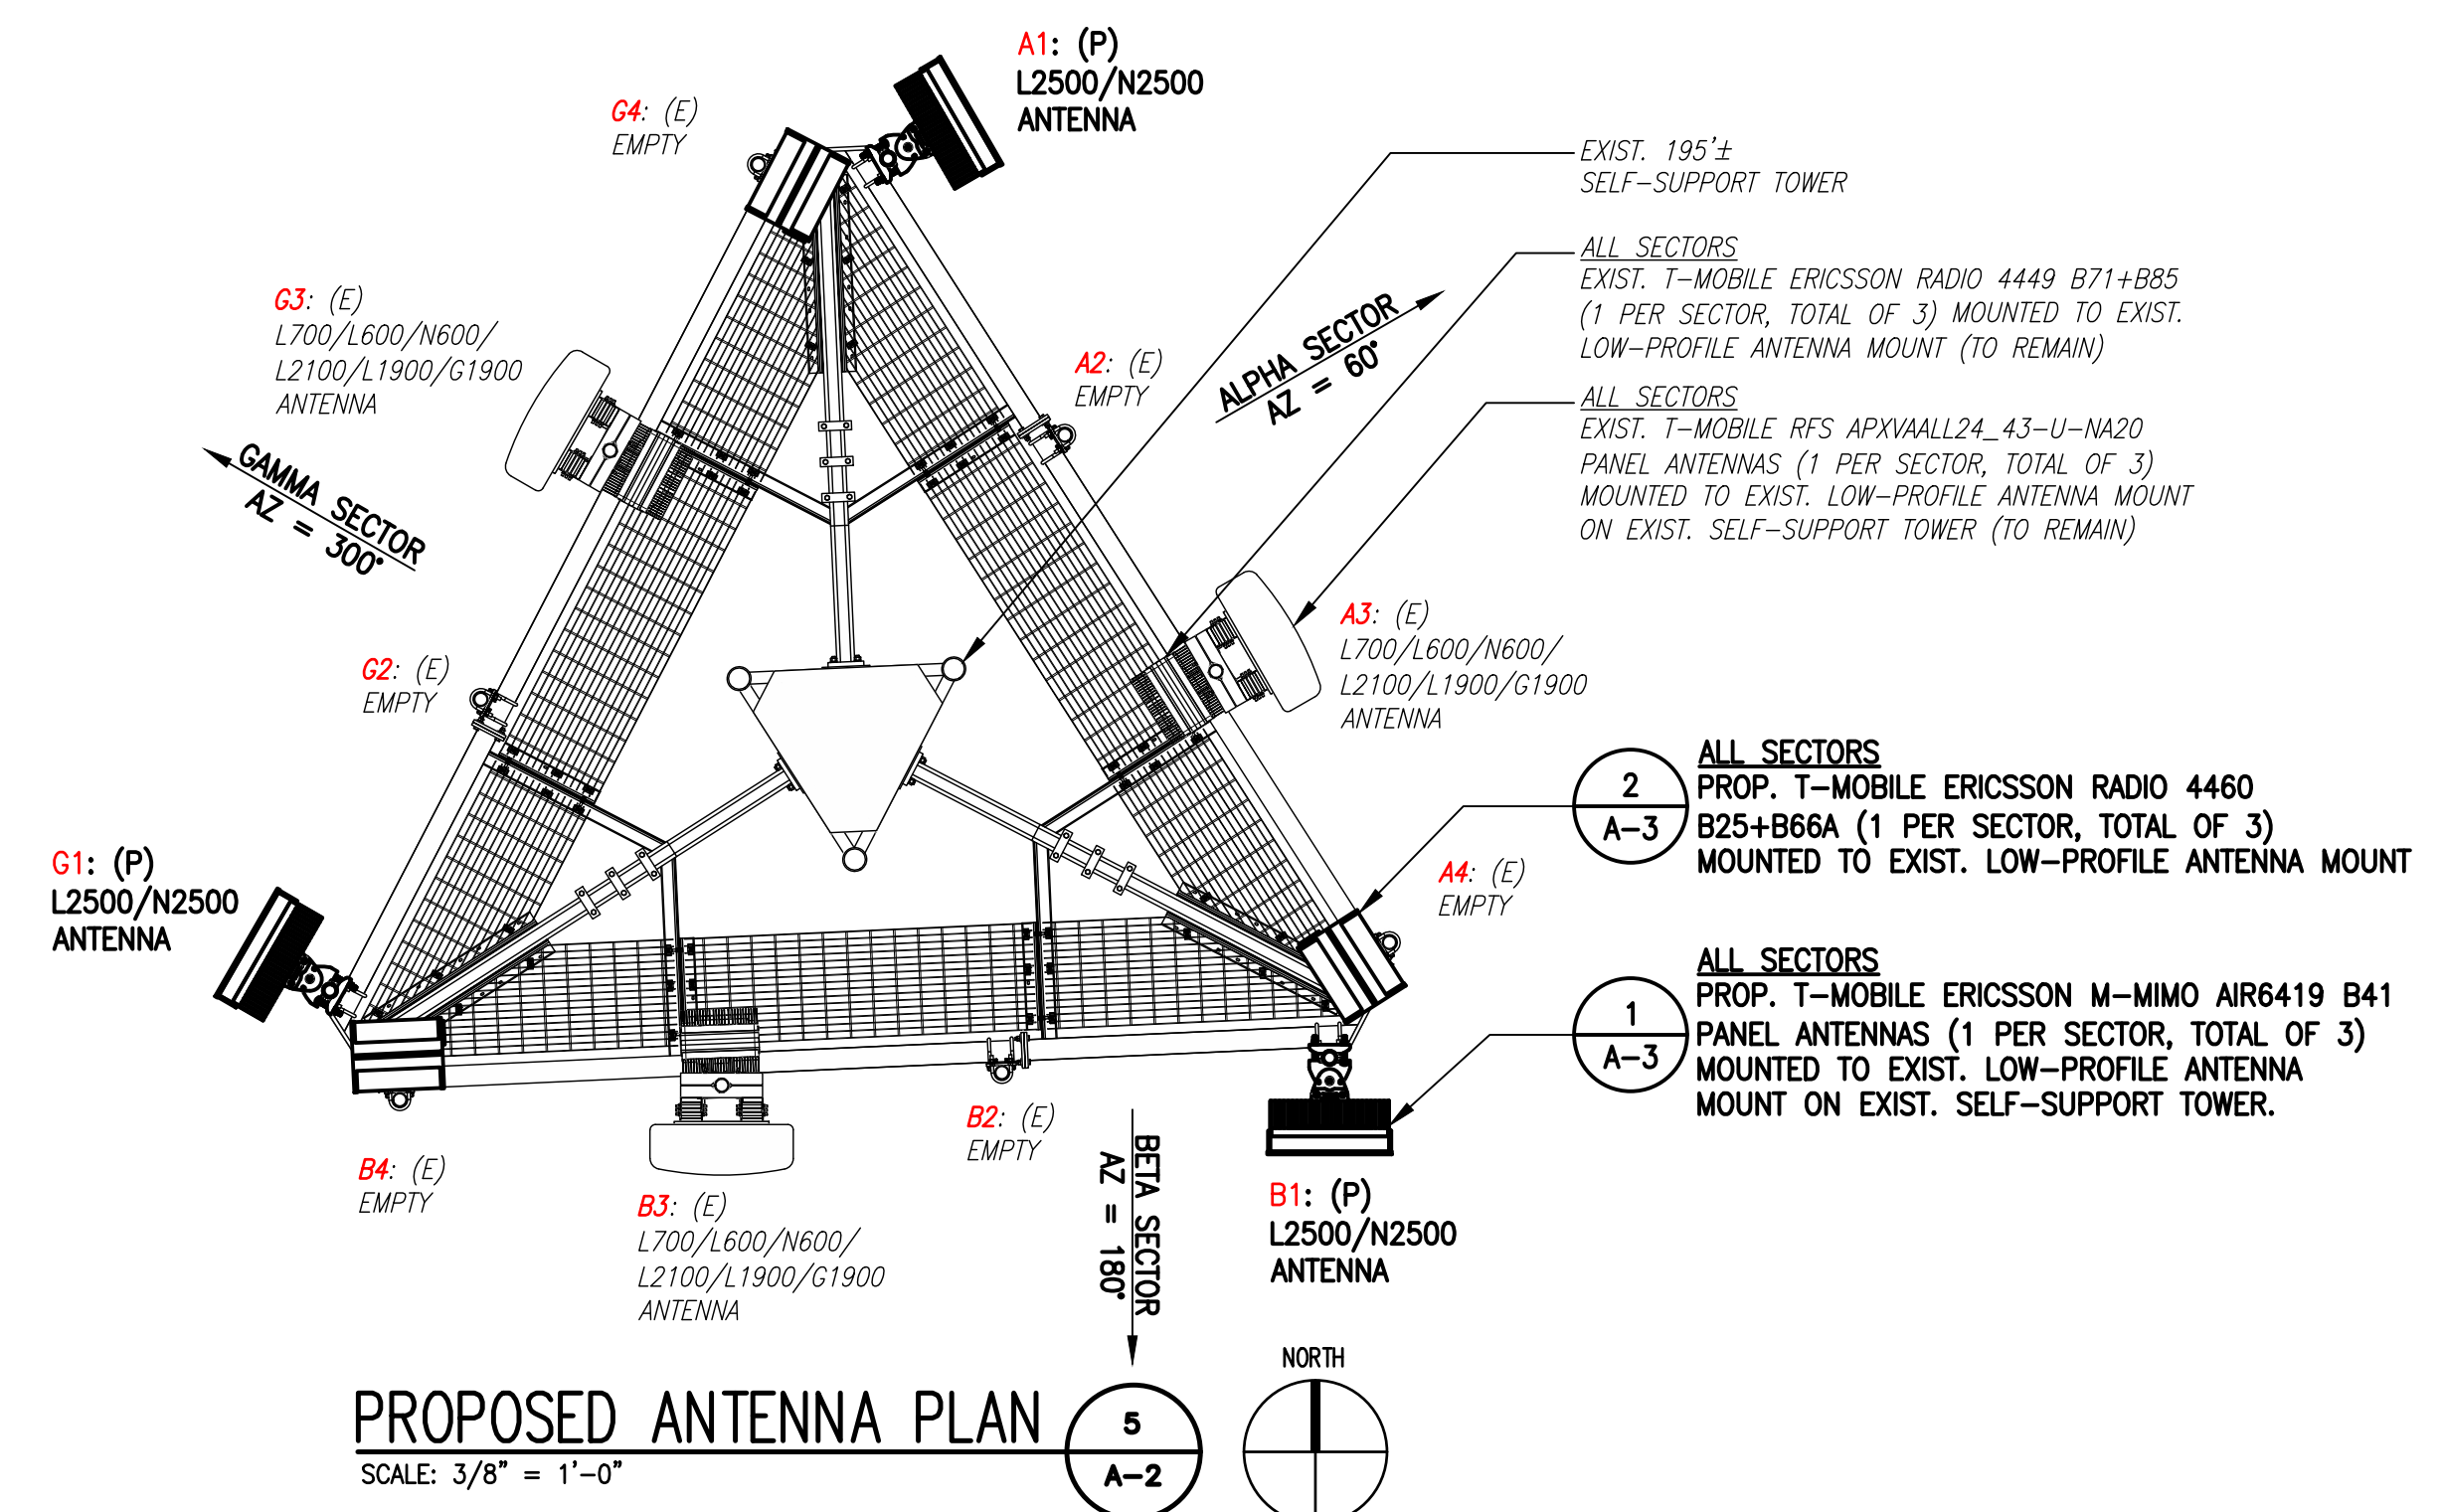 A1: (P)
L2500/N2500
ANTENNA
G4: (E)
EMPTY
EXIST. 195'±
SELF-SUPPORT TOWER
ALL SECTORS
EXIST. T-MOBILE ERICSSON RADIO 4449 B71+B85
(1 PER SECTOR, TOTAL OF 3) MOUNTED TO EXIST.
LOW-PROFILE ANTENNA MOUNT (TO REMAIN)
G3: (E)
L700/L600/N600/
L2100/L1900/G1900
ANTENNA
A2: (E)
EMPTY
ALPHA SECTOR
AZ = 60°
ALL SECTORS
EXIST. T-MOBILE RFS APXVAALL24_43-U-NA20
PANEL ANTENNAS (1 PER SECTOR, TOTAL OF 3)
MOUNTED TO EXIST. LOW-PROFILE ANTENNA MOUNT
ON EXIST. SELF-SUPPORT TOWER (TO REMAIN)
GAMMA SECTOR
AZ = 300°
A3: (E)
L700/L600/N600/
L2100/L1900/G1900
ANTENNA
G2: (E)
EMPTY
2
A-3
ALL SECTORS
PROP. T-MOBILE ERICSSON RADIO 4460
B25+B66A (1 PER SECTOR, TOTAL OF 3)
MOUNTED TO EXIST. LOW-PROFILE ANTENNA MOUNT
G1: (P)
L2500/N2500
ANTENNA
A4: (E)
EMPTY
1
A-3
ALL SECTORS
PROP. T-MOBILE ERICSSON M-MIMO AIR6419 B41
PANEL ANTENNAS (1 PER SECTOR, TOTAL OF 3)
MOUNTED TO EXIST. LOW-PROFILE ANTENNA
MOUNT ON EXIST. SELF-SUPPORT TOWER.
B4: (E)
EMPTY
B3: (E)
L700/L600/N600/
L2100/L1900/G1900
ANTENNA
B2: (E)
EMPTY
BETA SECTOR
AZ = 180°
B1: (P)
L2500/N2500
ANTENNA
PROPOSED ANTENNA PLAN
SCALE: 3/8" = 1'-0"
5
A-2
NORTH